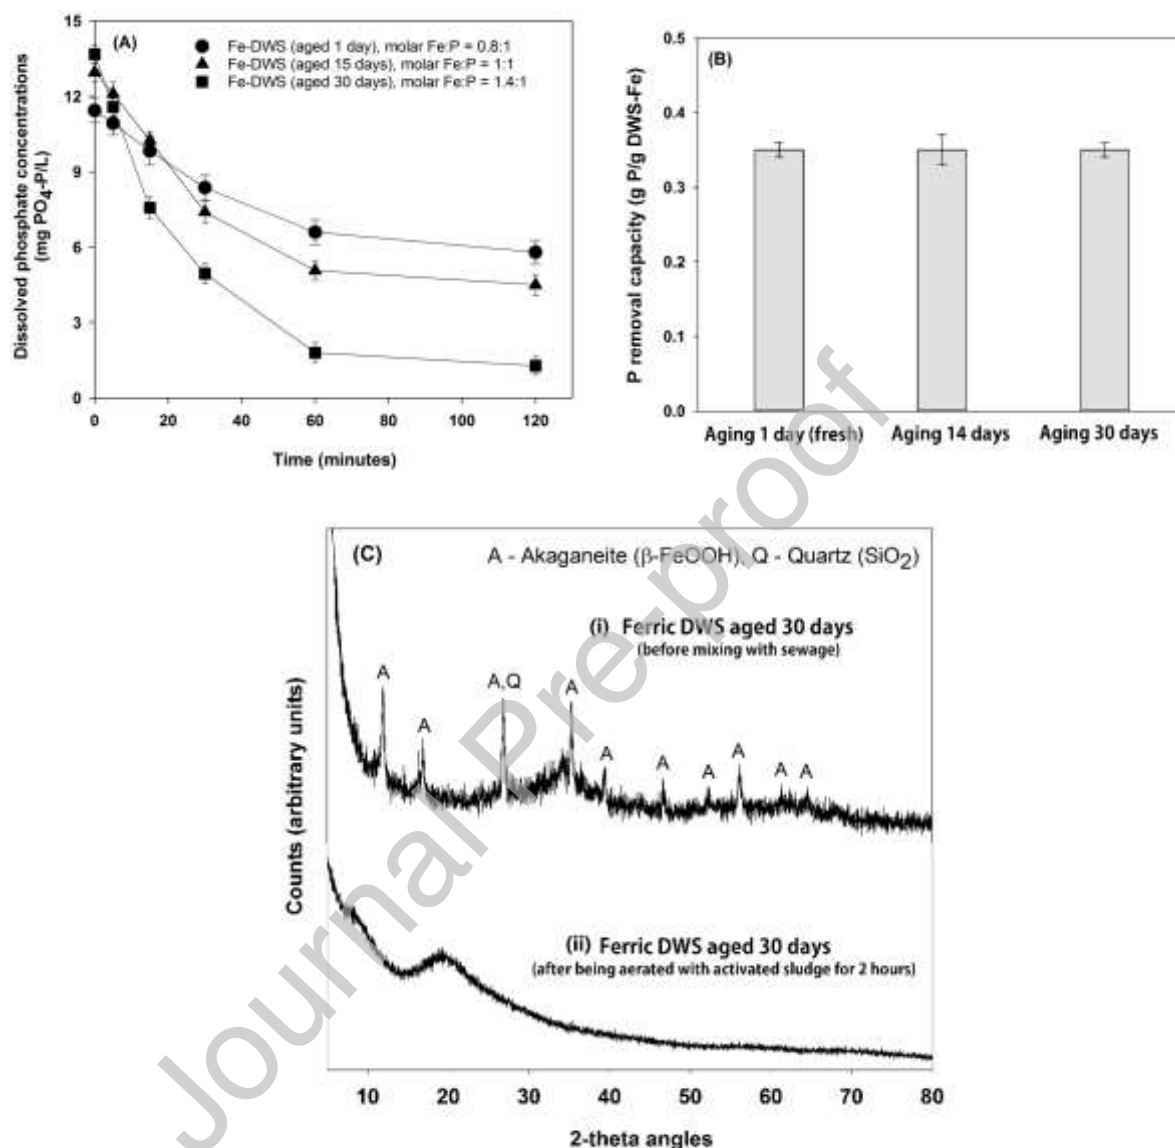 (A)
Fe-DWS (aged 1 day), molar Fe:P = 0.8:1
Fe-DWS (aged 15 days), molar Fe:P = 1:1
Fe-DWS (aged 30 days), molar Fe:P = 1.4:1
15
12
9
6
3
0
Dissolved phosphate concentrations
(mg PO4-P/L)
0 20 40 60 80 100 120
Time (minutes)
(B)
0.5
0.4
0.3
0.2
0.1
0.0
P removal capacity (g P/g DWS-Fe)
Aging 1 day (fresh) Aging 14 days Aging 30 days
(C)
A - Akaganeite (β-FeOOH), Q - Quartz (SiO2)
(i) Ferric DWS aged 30 days
(before mixing with sewage)
A
A
A,Q
A
A
A
A
A
A
A
(ii) Ferric DWS aged 30 days
(after being aerated with activated sludge for 2 hours)
Counts (arbitrary units)
10 20 30 40 50 60 70 80
2-theta angles
Journal Pre-proof